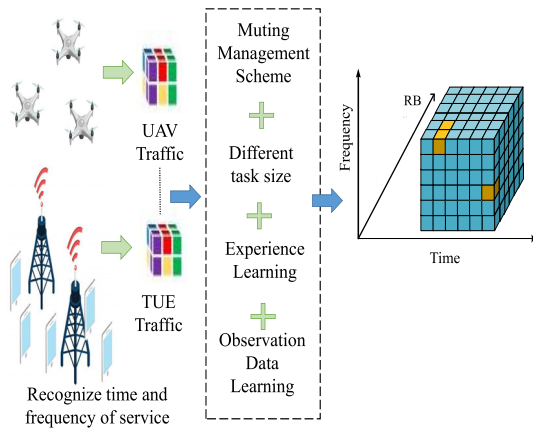 UAV
Traffic
TUE
Traffic
Recognize time and
frequency of service
Muting
Management
Scheme
Different
task size
Experience
Learning
Observation
Data
Learning
Frequency
RB
Time